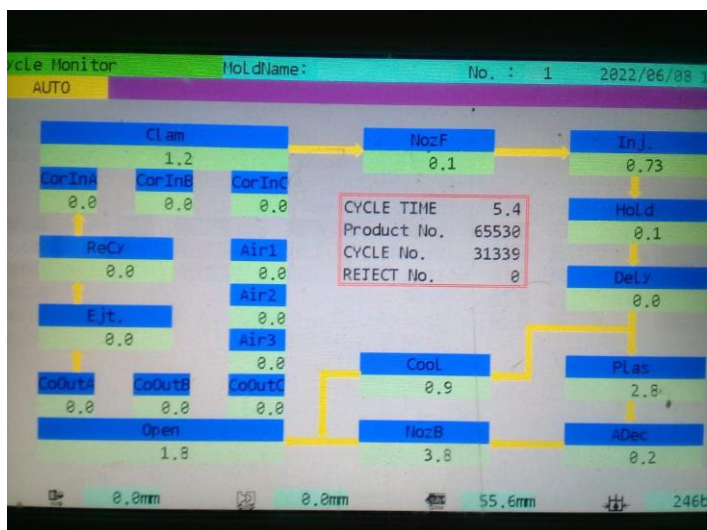 ycle Monitor MoldName: No. : 1 2022/06/08 1
AUTO
Clam NozF Inj.
1.2 0.1 0.73
CorInA CorInB CorInC
0.0 0.0 0.0
CYCLE TIME 5.4
Product No. 65530
CYCLE No. 31339
REJECT No. 0
Hold
0.1
ReCy Air1
0.0 0.0
Dely
0.0
Air2
0.0
Ejt.
0.0
Air3
0.0
Cool Plas
0.9 2.8
CoOutA CoOutB CoOutC
0.0 0.0 0.0
Open NozB ADec
1.8 3.8 0.2
0.0mm 0.0mm 55.6mm 246b